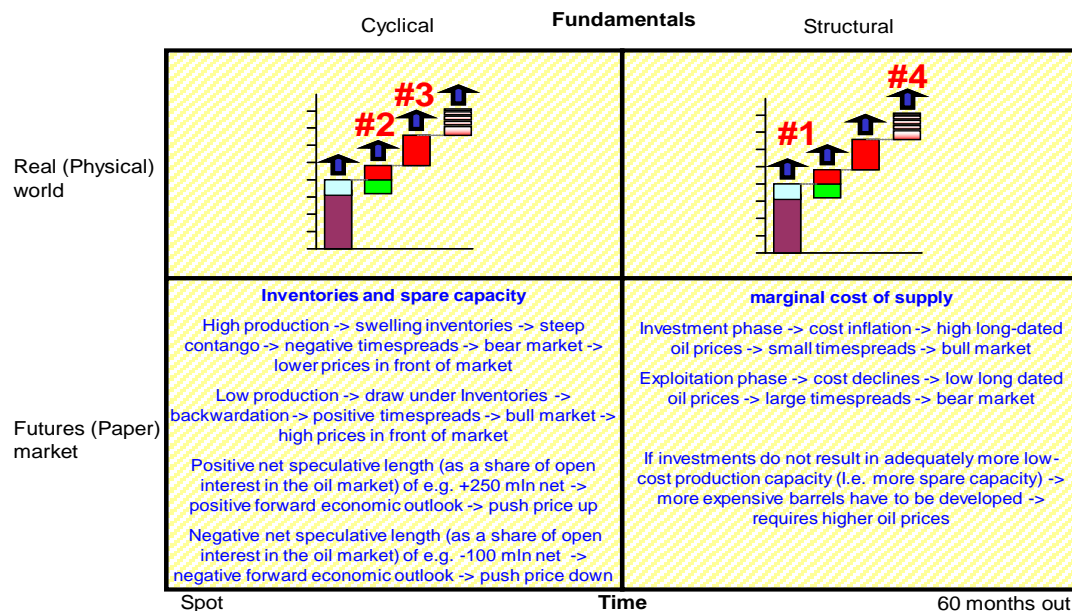 Fundamentals
Cyclical
Structural
#3
#2
#4
#1
Real (Physical)
world
Inventories and spare capacity
High production -> swelling inventories -> steep
contango -> negative timespreads -> bear market ->
lower prices in front of market
Low production -> draw under Inventories ->
backwardation -> positive timespreads -> bull market ->
high prices in front of market
Positive net speculative length (as a share of open
interest in the oil market) of e.g. +250 mln net ->
positive forward economic outlook -> push price up
Negative net speculative length (as a share of open
interest in the oil market) of e.g. -100 mln net ->
negative forward economic outlook -> push price down
marginal cost of supply
Investment phase -> cost inflation -> high long-dated
oil prices -> small timespreads -> bull market
Exploitation phase -> cost declines -> low long dated
oil prices -> large timespreads -> bear market
If investments do not result in adequately more low-
cost production capacity (I.e. more spare capacity) ->
more expensive barrels have to be developed ->
requires higher oil prices
Futures (Paper)
market
Spot
Time
60 months out